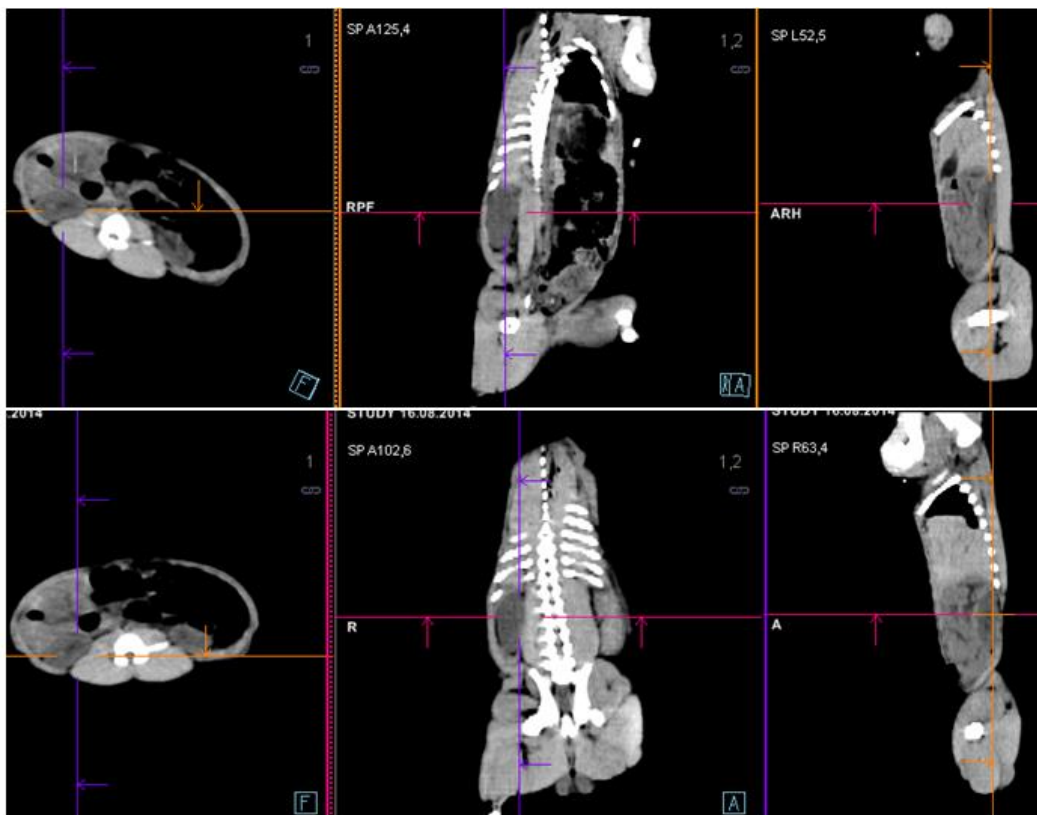 SP A125,4
1
1,2
SP L52,5
RPF
ARH
F
A
.2014
STUDY 16.08.2014
STUDY 16.08.2014
SP A102,6
1
1,2
SP R63,4
R
A
F
A